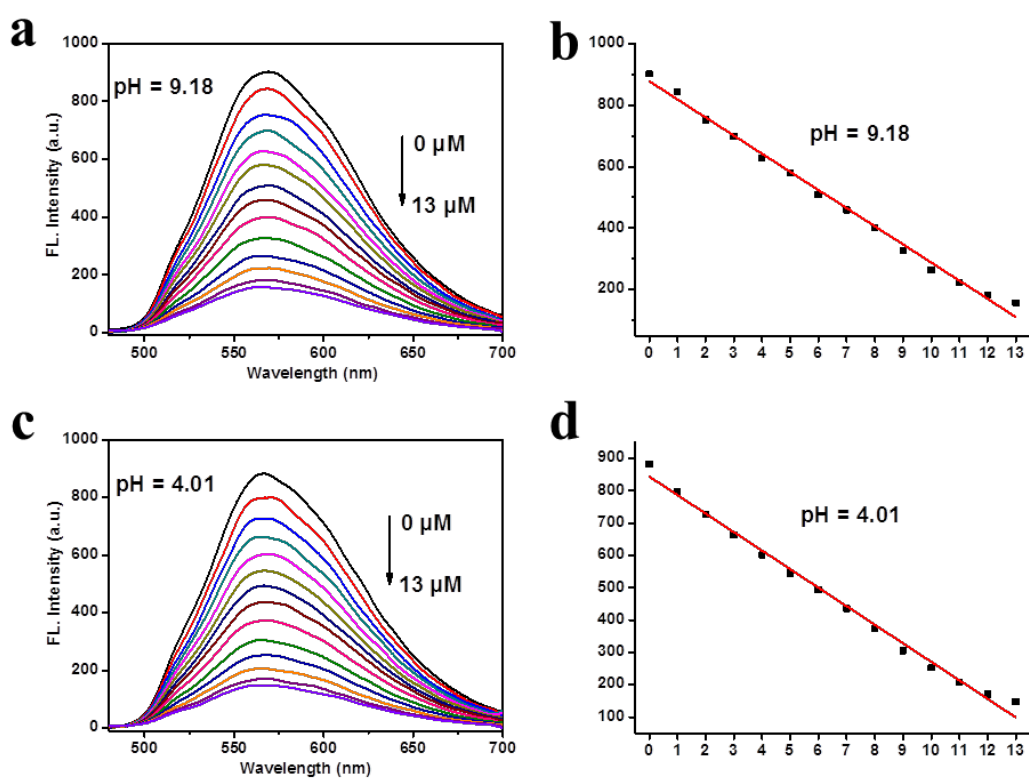 a
1000
800
600
400
200
0
FL. Intensity (a.u.)
pH = 9.18
0 µM
13 µM
500 550 600 650 700
Wavelength (nm)
b
1000
800
600
400
200
pH = 9.18
0 1 2 3 4 5 6 7 8 9 10 11 12 13
c
1000
800
600
400
200
0
FL. Intensity (a.u.)
pH = 4.01
0 µM
13 µM
500 550 600 650 700
Wavelength (nm)
d
900
800
700
600
500
400
300
200
100
pH = 4.01
0 1 2 3 4 5 6 7 8 9 10 11 12 13